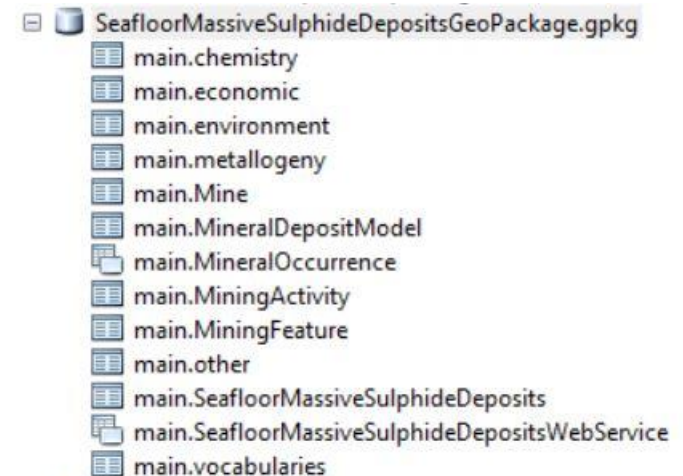 SeafloorMassiveSulphideDepositsGeoPackage.gpkg
main.chemistry
main.economic
main.environment
main.metallogeny
main.Mine
main.MineralDepositModel
main.MineralOccurrence
main.MiningActivity
main.MiningFeature
main.other
main.SeafloorMassiveSulphideDeposits
main.SeafloorMassiveSulphideDepositsWebService
main.vocabularies